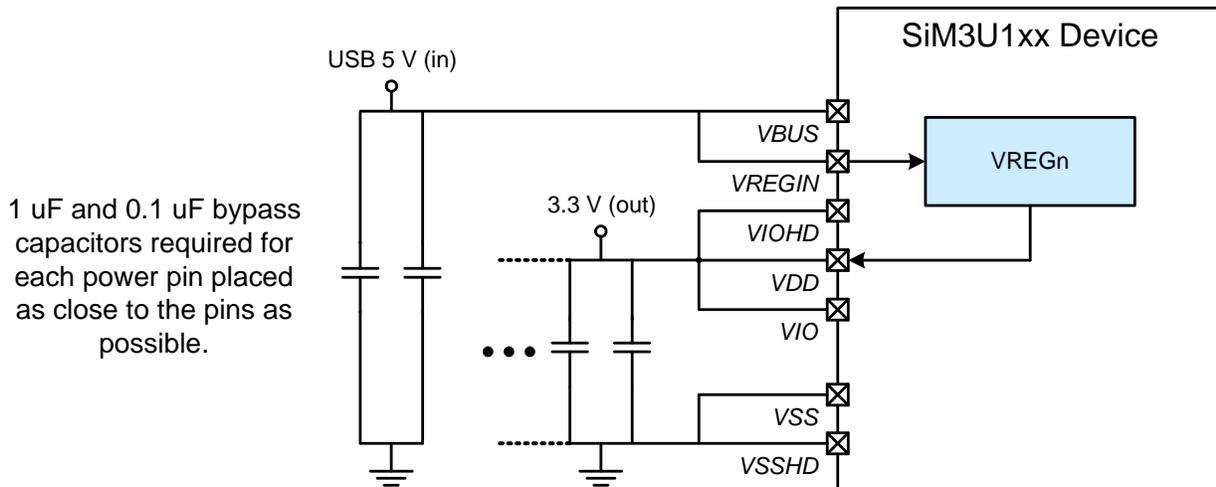 SiM3U1xx Device
USB 5 V (in)
VBUS
VREGn
VREGIN
1 uF and 0.1 uF bypass
capacitors required for
each power pin placed
as close to the pins as
possible.
3.3 V (out)
VIOHD
VDD
VIO
VSS
VSSHD